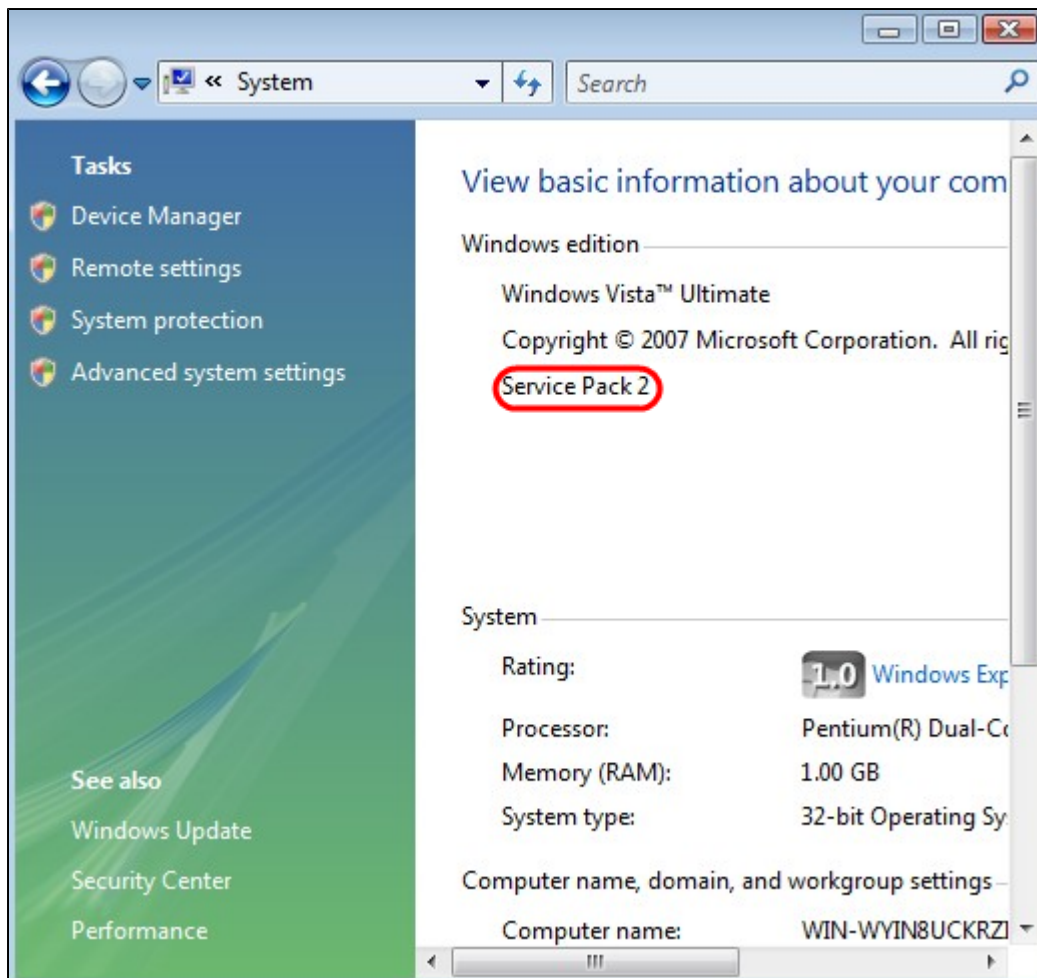 « System
Search
Tasks
Device Manager
Remote settings
System protection
Advanced system settings
See also
Windows Update
Security Center
Performance
View basic information about your com
Windows edition
Windows Vista™ Ultimate
Copyright © 2007 Microsoft Corporation. All rig
Service Pack 2
System
Rating:
1.0 Windows Exp
Processor: Pentium(R) Dual-Co
Memory (RAM): 1.00 GB
System type: 32-bit Operating Sy
Computer name, domain, and workgroup settings
Computer name: